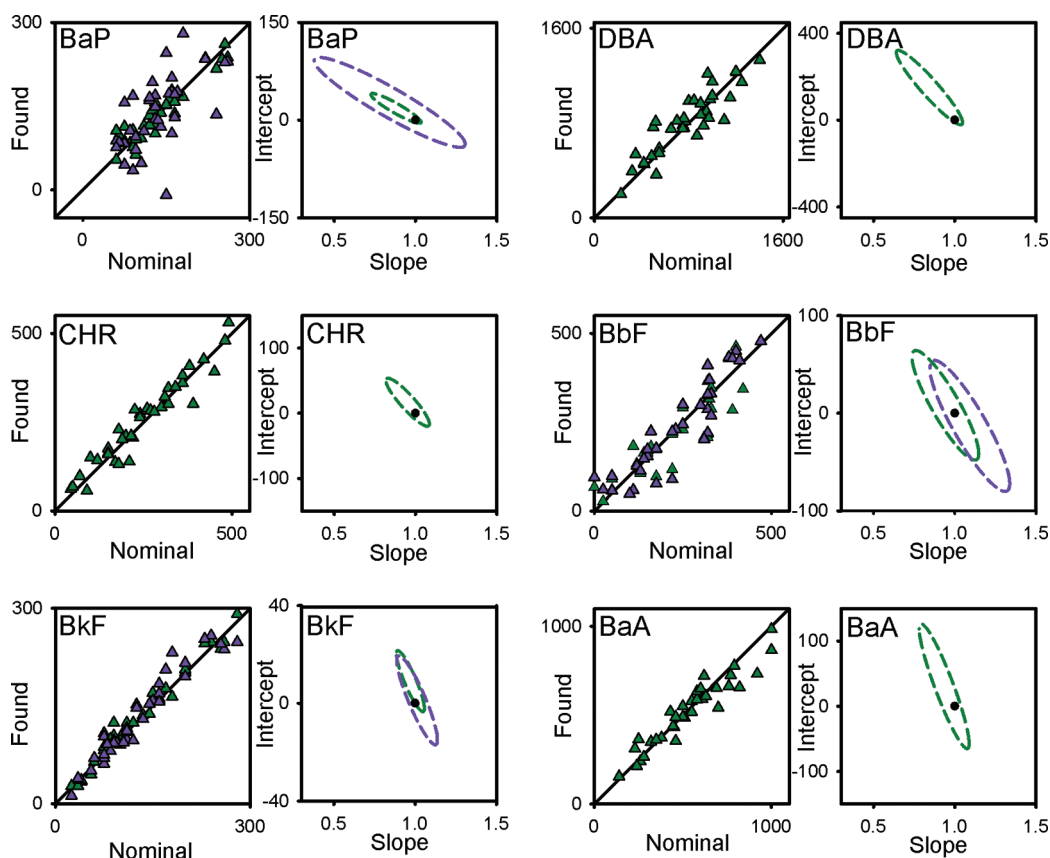 300
BaP
Found
0
0
300
Nominal
150
BaP
Intercept
0
-150
0.5
1.0
1.5
Slope
1600
DBA
Found
0
0
1600
Nominal
400
DBA
Intercept
0
-400
0.5
1.0
1.5
Slope
500
CHR
Found
0
0
500
Nominal
100
CHR
Intercept
0
-100
0.5
1.0
1.5
Slope
500
BbF
Found
0
0
500
Nominal
100
BbF
Intercept
0
-100
0.5
1.0
1.5
Slope
300
BkF
Found
0
0
300
Nominal
40
BkF
Intercept
0
-40
0.5
1.0
1.5
Slope
1000
BaA
Found
0
0
1000
Nominal
100
BaA
Intercept
0
-100
0.5
1.0
1.5
Slope